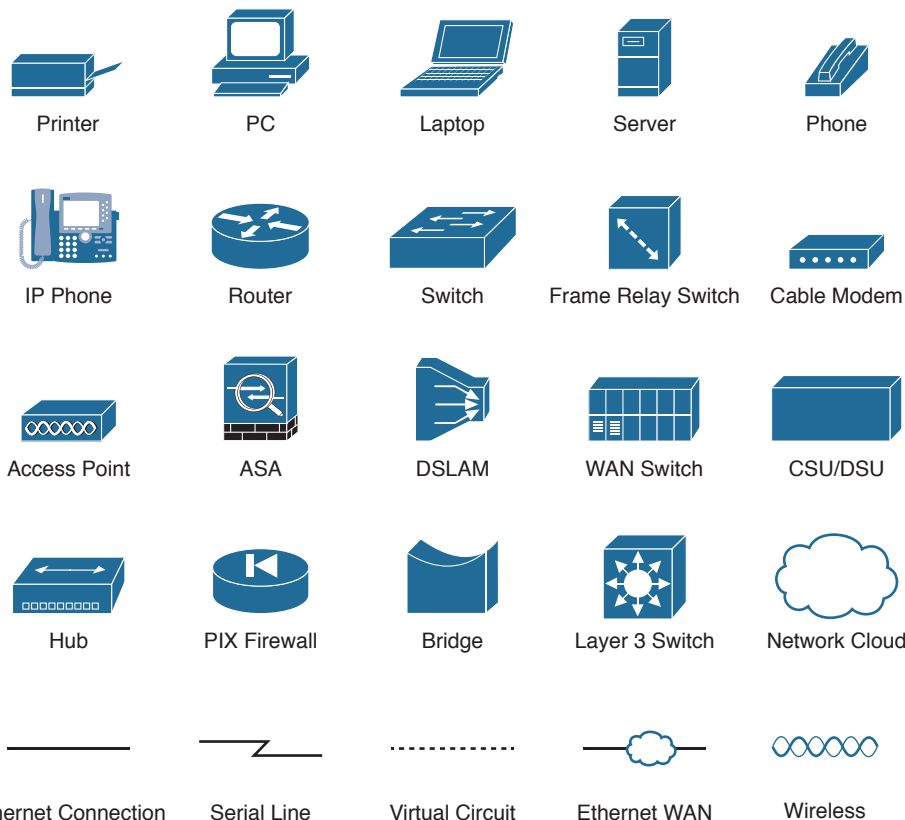 Printer
PC
Laptop
Server
Phone
IP Phone
Router
Switch
Frame Relay Switch
Cable Modem
Access Point
ASA
DSLAM
WAN Switch
CSU/DSU
Hub
PIX Firewall
Bridge
Layer 3 Switch
Network Cloud
hernet Connection
Serial Line
Virtual Circuit
Ethernet WAN
Wireless